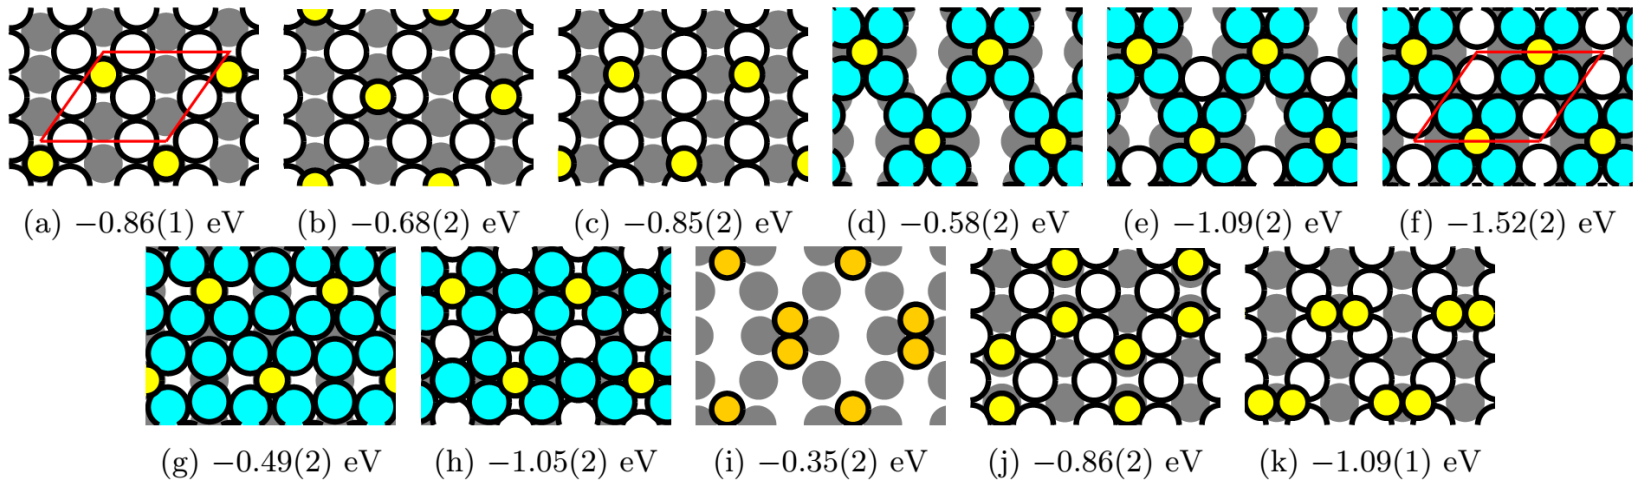 (a) −0.86(1) eV (b) −0.68(2) eV (c) −0.85(2) eV (d) −0.58(2) eV (e) −1.09(2) eV (f) −1.52(2) eV
(g) −0.49(2) eV (h) −1.05(2) eV (i) −0.35(2) eV (j) −0.86(2) eV (k) −1.09(1) eV